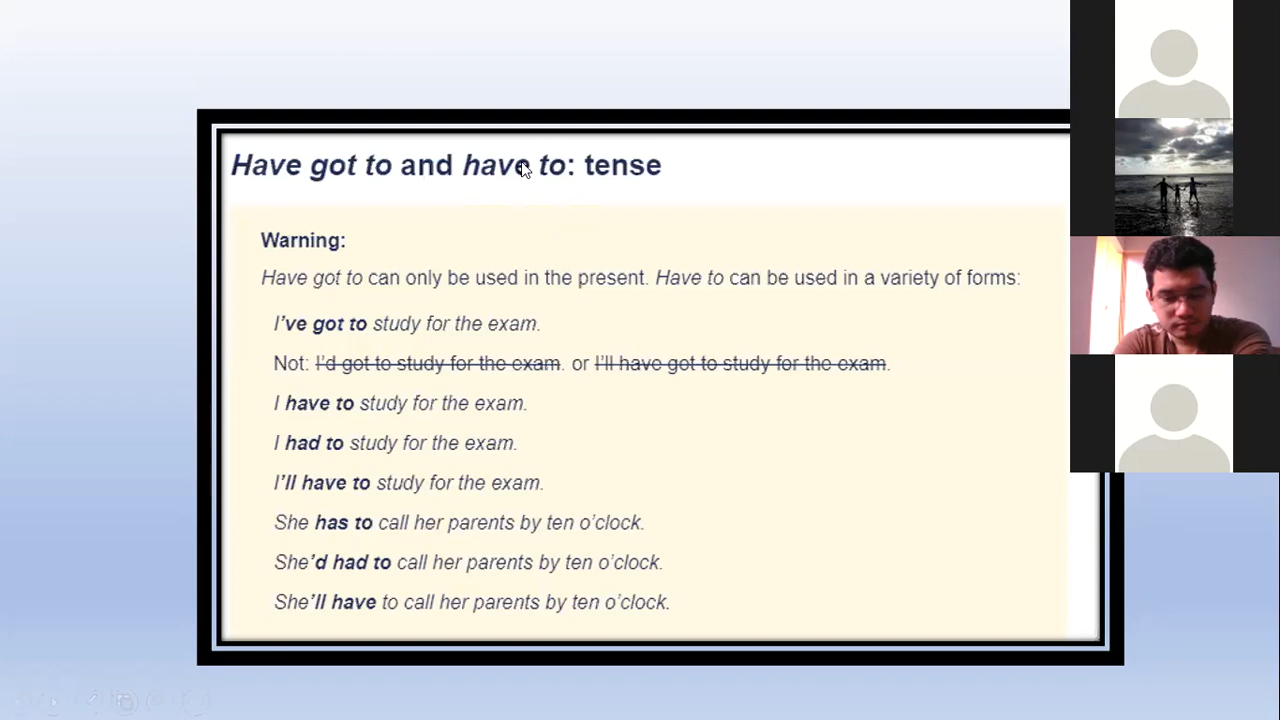 Have got to and have to: tense
Warning:
Have got to can only be used in the present. Have to can be used in a variety of forms:
I've got to study for the exam.
Not: I'd got to study for the exam. or I'll have got to study for the exam.
I have to study for the exam.
I had to study for the exam.
I'll have to study for the exam.
She has to call her parents by ten o'clock.
She'd had to call her parents by ten o'clock.
She'll have to call her parents by ten o'clock.